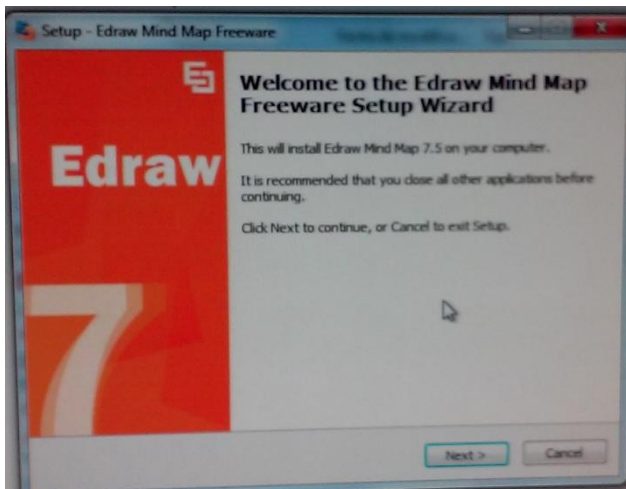 Setup - Edraw Mind Map Freeware
Edraw
7
Welcome to the Edraw Mind Map
Freeware Setup Wizard
This will install Edraw Mind Map 7.5 on your computer.
It is recommended that you close all other applications before
continuing.
Click Next to continue, or Cancel to exit Setup.
Next >
Cancel